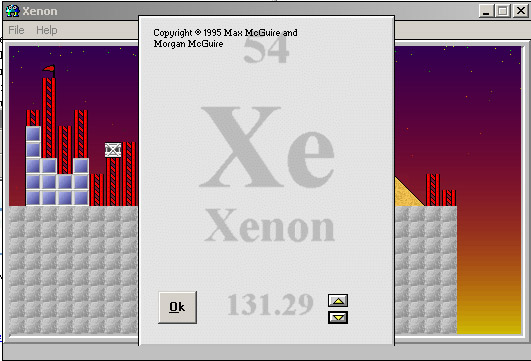 Xenon
File Help
Copyright © 1995 Max McGuire and
Morgan McGuire
54
Xe
Xenon
Ok
131.29